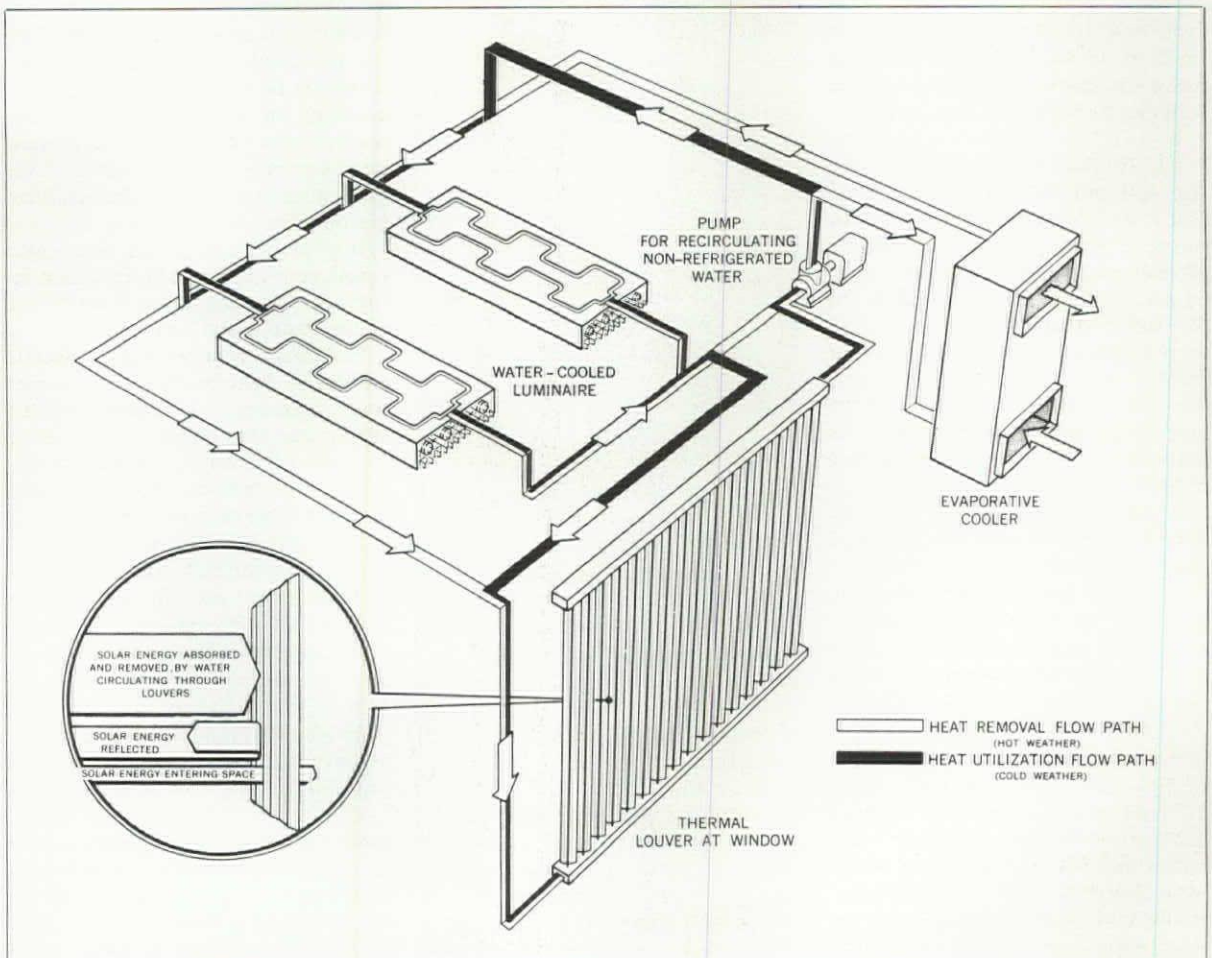 PUMP
FOR RECIRCULATING
NON-REFRIGERATED
WATER
WATER-COOLED
LUMINAIRE
EVAPORATIVE
COOLER
SOLAR ENERGY ABSORBED
AND REMOVED BY WATER
CIRCULATING THROUGH
LOUVERS
SOLAR ENERGY
REFLECTED
SOLAR ENERGY ENTERING SPACE
HEAT REMOVAL FLOW PATH
(HOT WEATHER)
HEAT UTILIZATION FLOW PATH
(COLD WEATHER)
THERMAL
LOUVER AT WINDOW